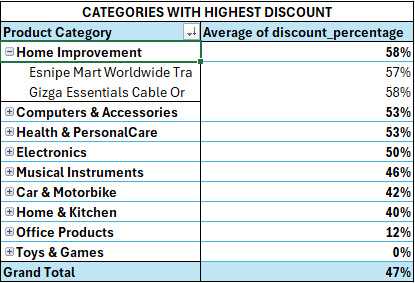 CATEGORIES WITH HIGHEST DISCOUNT
Product Category Average of discount_percentage
Home Improvement 58%
Esnipe Mart Worldwide Tra 57%
Gizga Essentials Cable Or 58%
Computers & Accessories 53%
Health & PersonalCare 53%
Electronics 50%
Musical Instruments 46%
Car & Motorbike 42%
Home & Kitchen 40%
Office Products 12%
Toys & Games 0%
Grand Total 47%